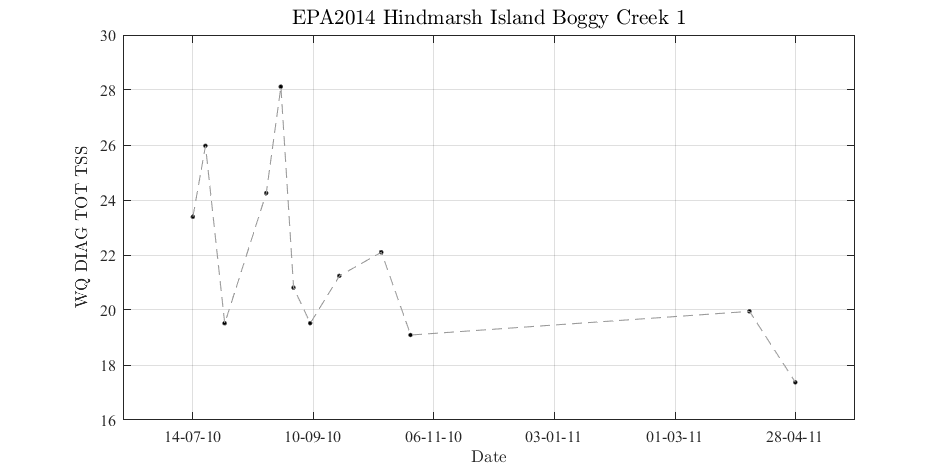 EPA2014 Hindmarsh Island Boggy Creek 1
30
28
26
24
22
20
18
16
WQ DIAG TOT TSS
14-07-10 10-09-10 06-11-10 03-01-11 01-03-11 28-04-11
Date